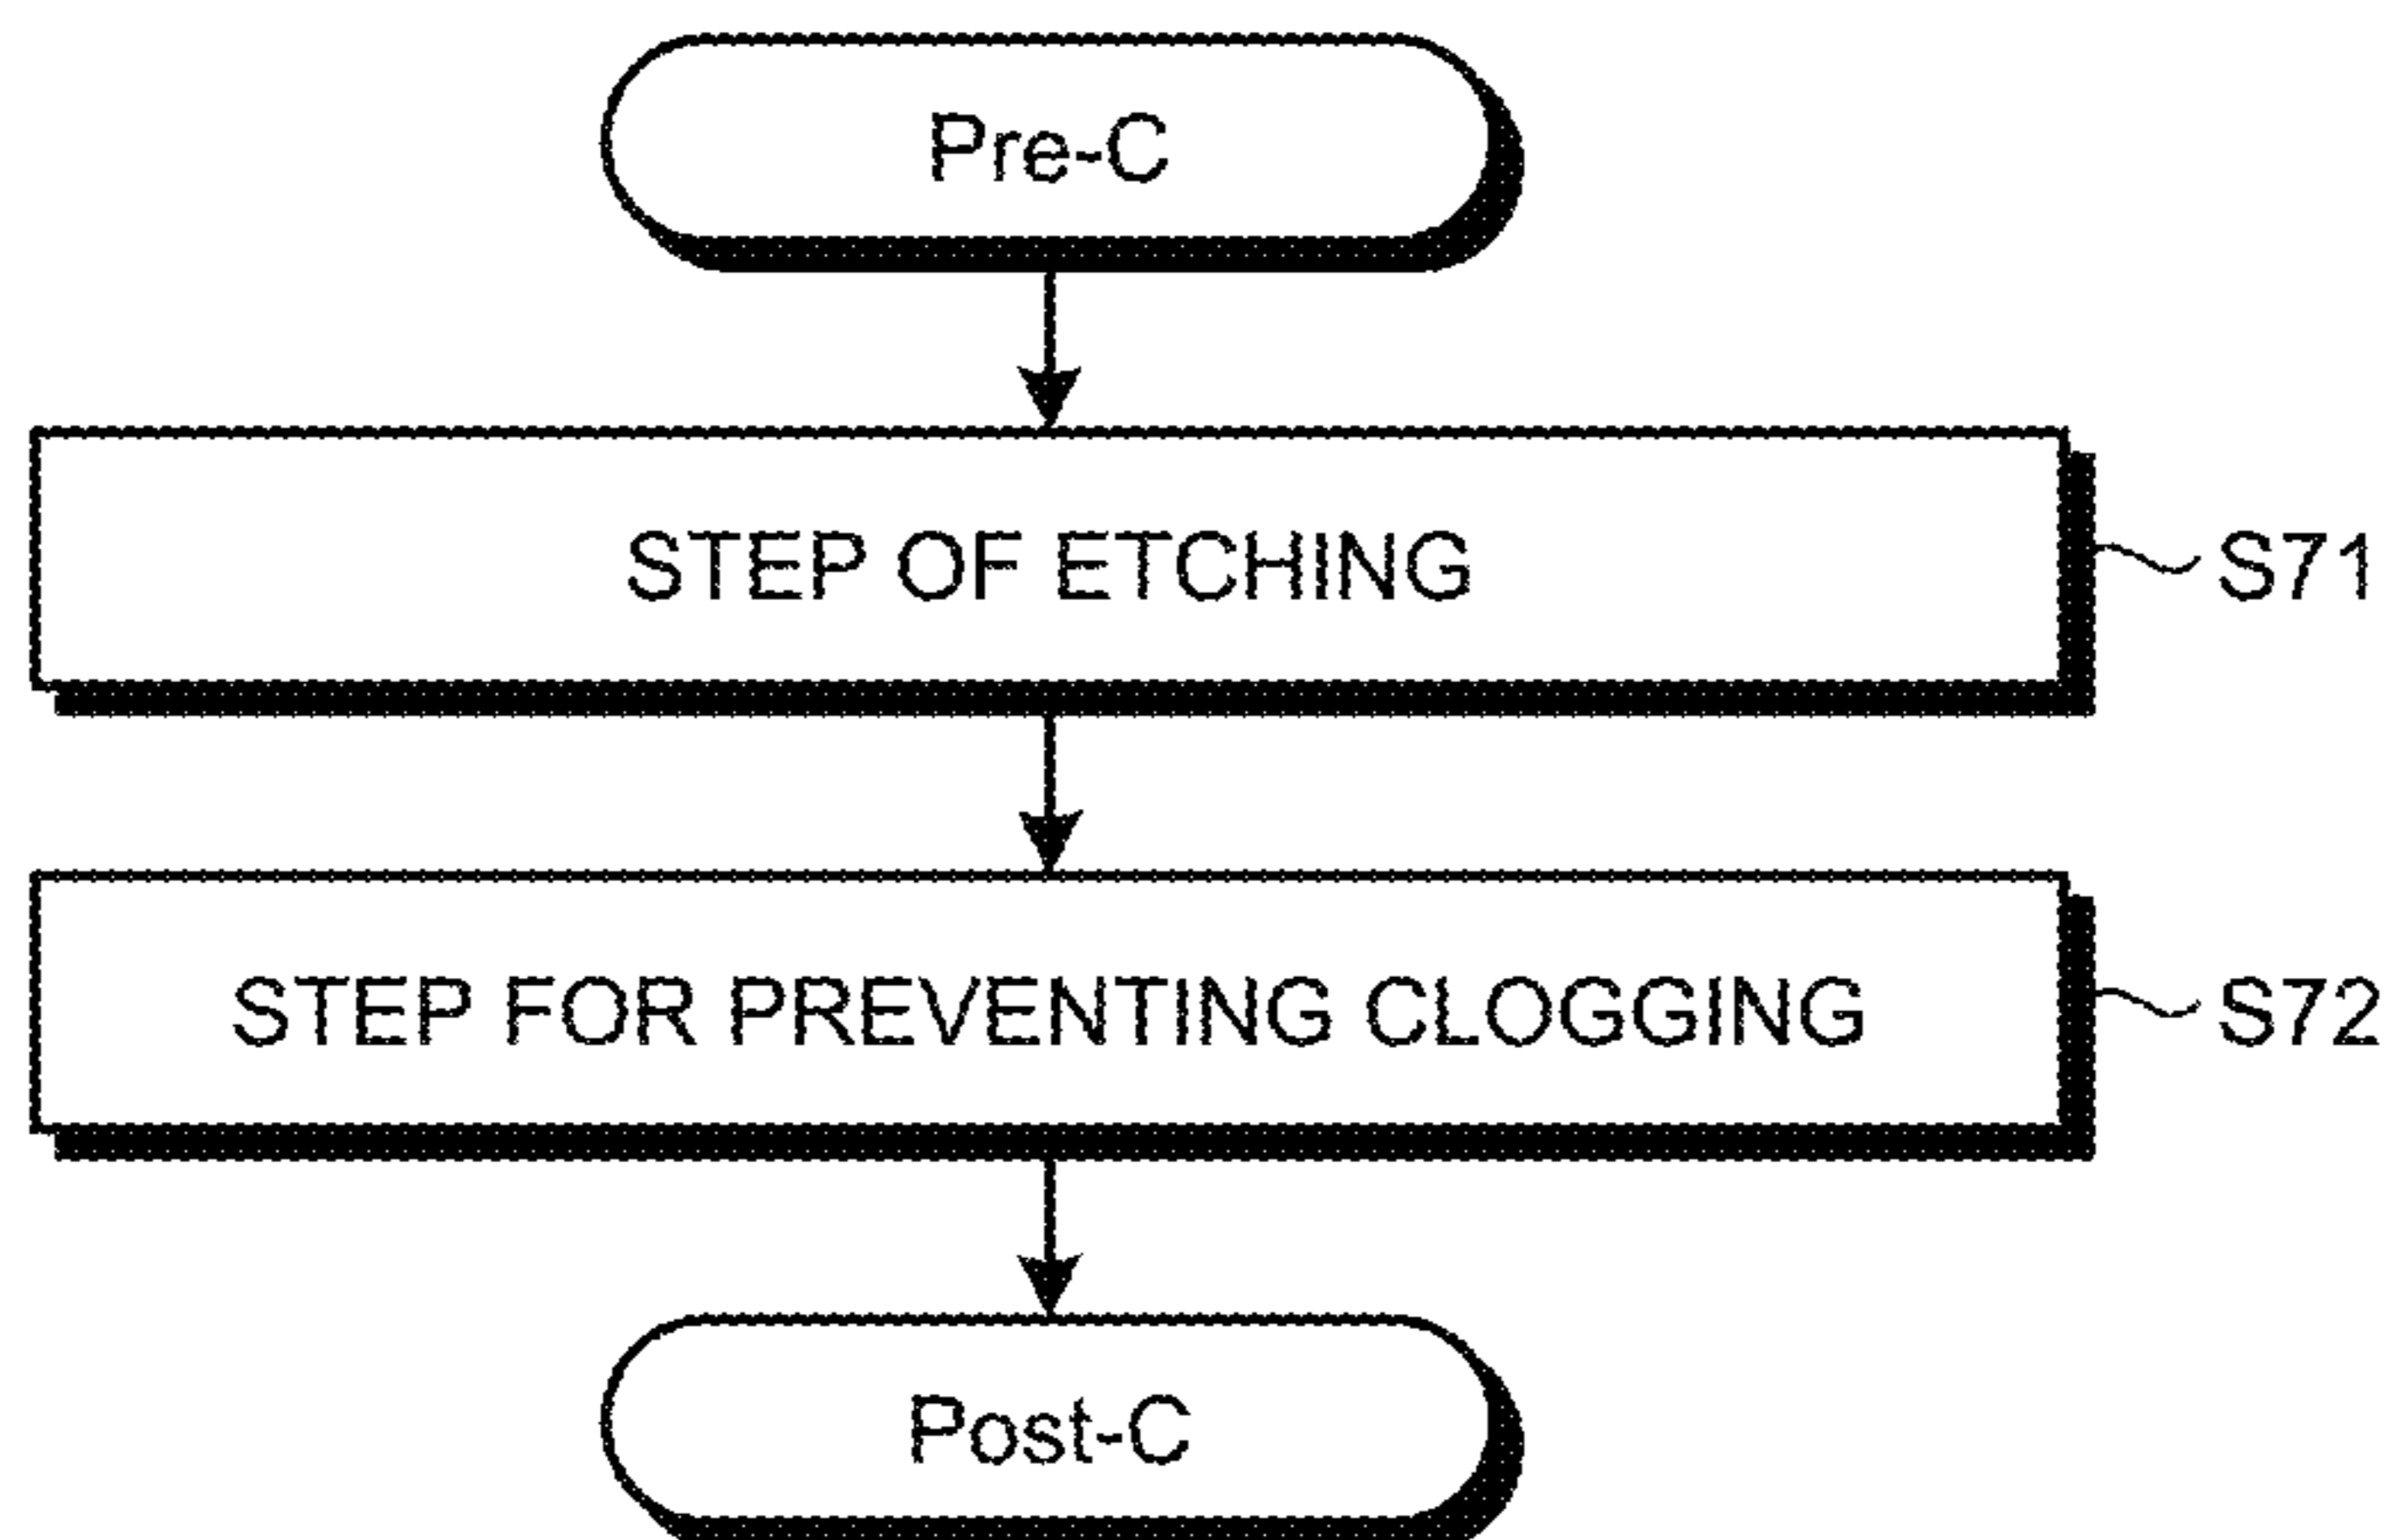 Pre-C
STEP OF ETCHING
S71
STEP FOR PREVENTING CLOGGING
S72
Post-C